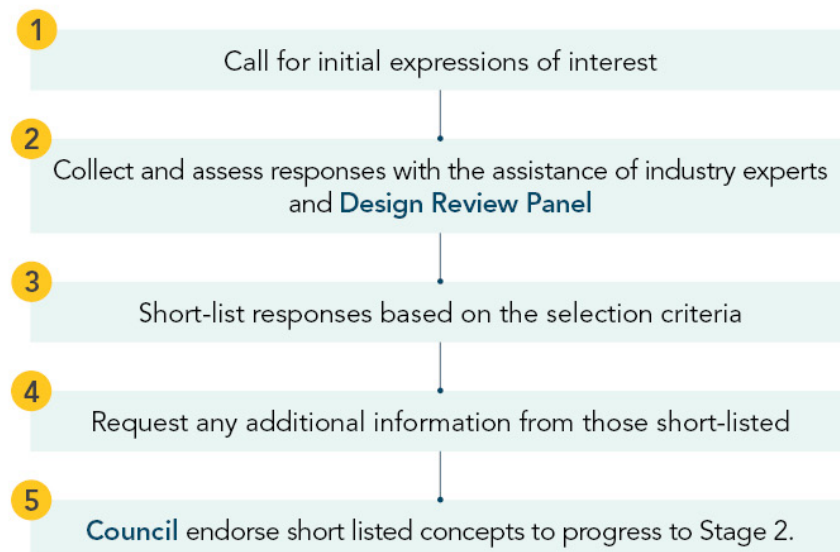 1
Call for initial expressions of interest
2
Collect and assess responses with the assistance of industry experts
and Design Review Panel
3
Short-list responses based on the selection criteria
4
Request any additional information from those short-listed
5
Council endorse short listed concepts to progress to Stage 2.